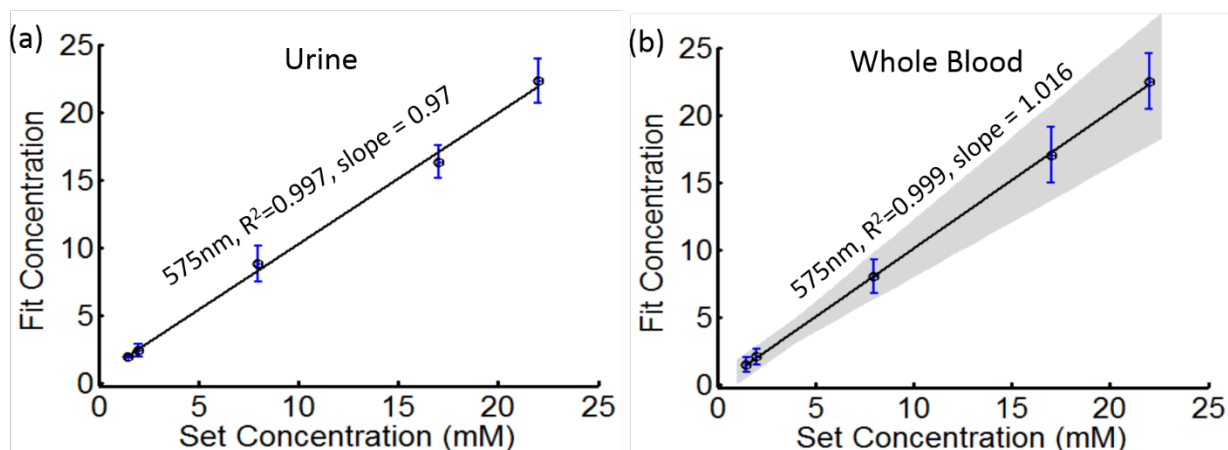 (a)
Urine
575nm, R²=0.997, slope = 0.97
Fit Concentration
25
20
15
10
5
0
0 5 10 15 20 25
Set Concentration (mM)
(b)
Whole Blood
575nm, R²=0.999, slope = 1.016
Fit Concentration
25
20
15
10
5
0
0 5 10 15 20 25
Set Concentration (mM)